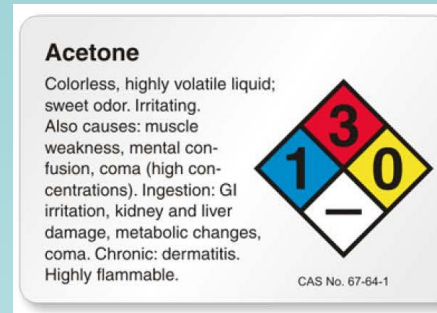 Acetone
Colorless, highly volatile liquid;
sweet odor. Irritating.
Also causes: muscle
weakness, mental con-
fusion, coma (high con-
centrations). Ingestion: GI
irritation, kidney and liver
damage, metabolic changes,
coma. Chronic: dermatitis.
Highly flammable.
3
1 0
—
CAS No. 67-64-1